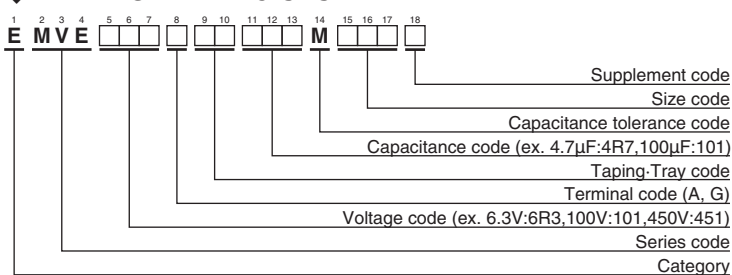 1 2 3 4 5 6 7 8 9 10 11 12 13 14 15 16 17 18
E M V E M
Supplement code
Size code
Capacitance tolerance code
Capacitance code (ex. 4.7µF:4R7,100µF:101)
Taping·Tray code
Terminal code (A, G)
Voltage code (ex. 6.3V:6R3,100V:101,450V:451)
Series code
Category